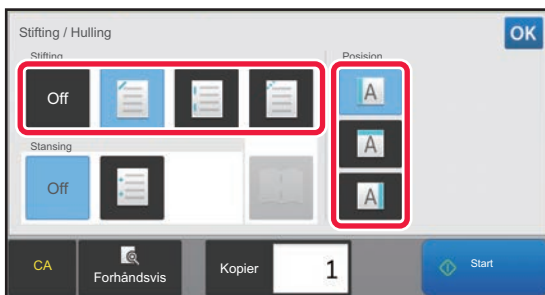 Stifting / Hulling
OK
Stifting
Posisjon
Off
A
Stansing
A
Off
A
CA
Forhåndsvis
Kopier
1
Start